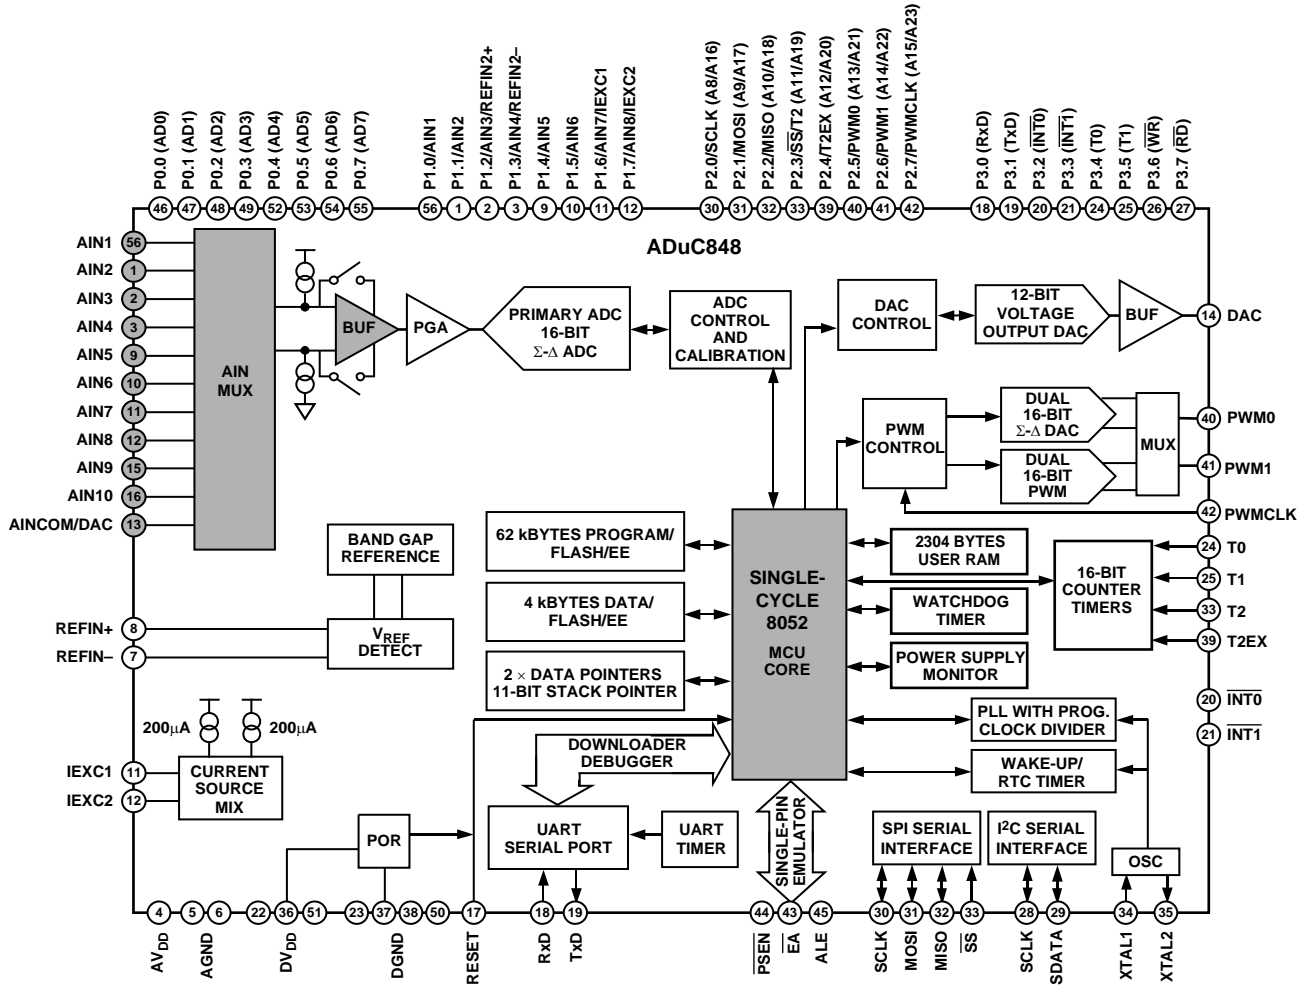 P0.0 (AD0)
P0.1 (AD1)
P0.2 (AD2)
P0.3 (AD3)
P0.4 (AD4)
P0.5 (AD5)
P0.6 (AD6)
P0.7 (AD7)
P1.0/AIN1
P1.1/AIN2
P1.2/AIN3/REFIN2+
P1.3/AIN4/REFIN2–
P1.4/AIN5
P1.5/AIN6
P1.6/AIN7/IEXC1
P1.7/AIN8/IEXC2
P2.0/SCLK (A8/A16)
P2.1/MOSI (A9/A17)
P2.2/MISO (A10/A18)
P2.3/SS/T2 (A11/A19)
P2.4/T2EX (A12/A20)
P2.5/PWM0 (A13/A21)
P2.6/PWM1 (A14/A22)
P2.7/PWMCLK (A15/A23)
P3.0 (RxD)
P3.1 (TxD)
P3.2 (INT0)
P3.3 (INT1)
P3.4 (T0)
P3.5 (T1)
P3.6 (WR)
P3.7 (RD)
46 47 48 49 52 53 54 55
56 1 2 3 9 10 11 12
30 31 32 33 39 40 41 42
18 19 20 21 24 25 26 27
ADuC848
AIN1 56
AIN2 1
AIN3 2
AIN4 3
AIN5 9
AIN6 10
AIN7 11
AIN8 12
AIN9 15
AIN10 16
AINCOM/DAC 13
AIN
MUX
BUF
PGA
PRIMARY ADC
16-BIT
Σ-Δ ADC
ADC
CONTROL
AND
CALIBRATION
DAC
CONTROL
12-BIT
VOLTAGE
OUTPUT DAC
BUF
14 DAC
PWM
CONTROL
DUAL
16-BIT
Σ-Δ DAC
DUAL
16-BIT
PWM
MUX
40 PWM0
41 PWM1
42 PWMCLK
BAND GAP
REFERENCE
VREF
DETECT
REFIN+ 8
REFIN– 7
62 kBYTES PROGRAM/
FLASH/EE
4 kBYTES DATA/
FLASH/EE
2 × DATA POINTERS
11-BIT STACK POINTER
SINGLE-
CYCLE
8052
MCU
CORE
2304 BYTES
USER RAM
WATCHDOG
TIMER
POWER SUPPLY
MONITOR
16-BIT
COUNTER
TIMERS
24 T0
25 T1
33 T2
39 T2EX
20 INT0
21 INT1
PLL WITH PROG.
CLOCK DIVIDER
WAKE-UP/
RTC TIMER
200μA 200μA
IEXC1 11
IEXC2 12
CURRENT
SOURCE
MIX
DOWNLOADER
DEBUGGER
POR
UART
SERIAL PORT
UART
TIMER
SINGLE-PIN
EMULATOR
SPI SERIAL
INTERFACE
I2C SERIAL
INTERFACE
OSC
4 5 6 22 36 51 23 37 38 50 17 18 19 44 43 45 30 31 32 33 28 29 34 35
AVDD
AGND
DVDD
DGND
RESET
RxD
TxD
PSEN
EA
ALE
SCLK
MOSI
MISO
SS
SCLK
SDATA
XTAL1
XTAL2